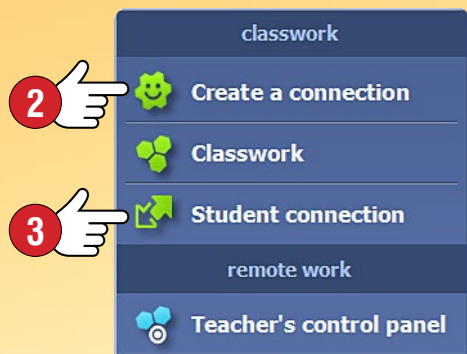 classwork
2
Create a connection
Classwork
3
Student connection
remote work
Teacher's control panel